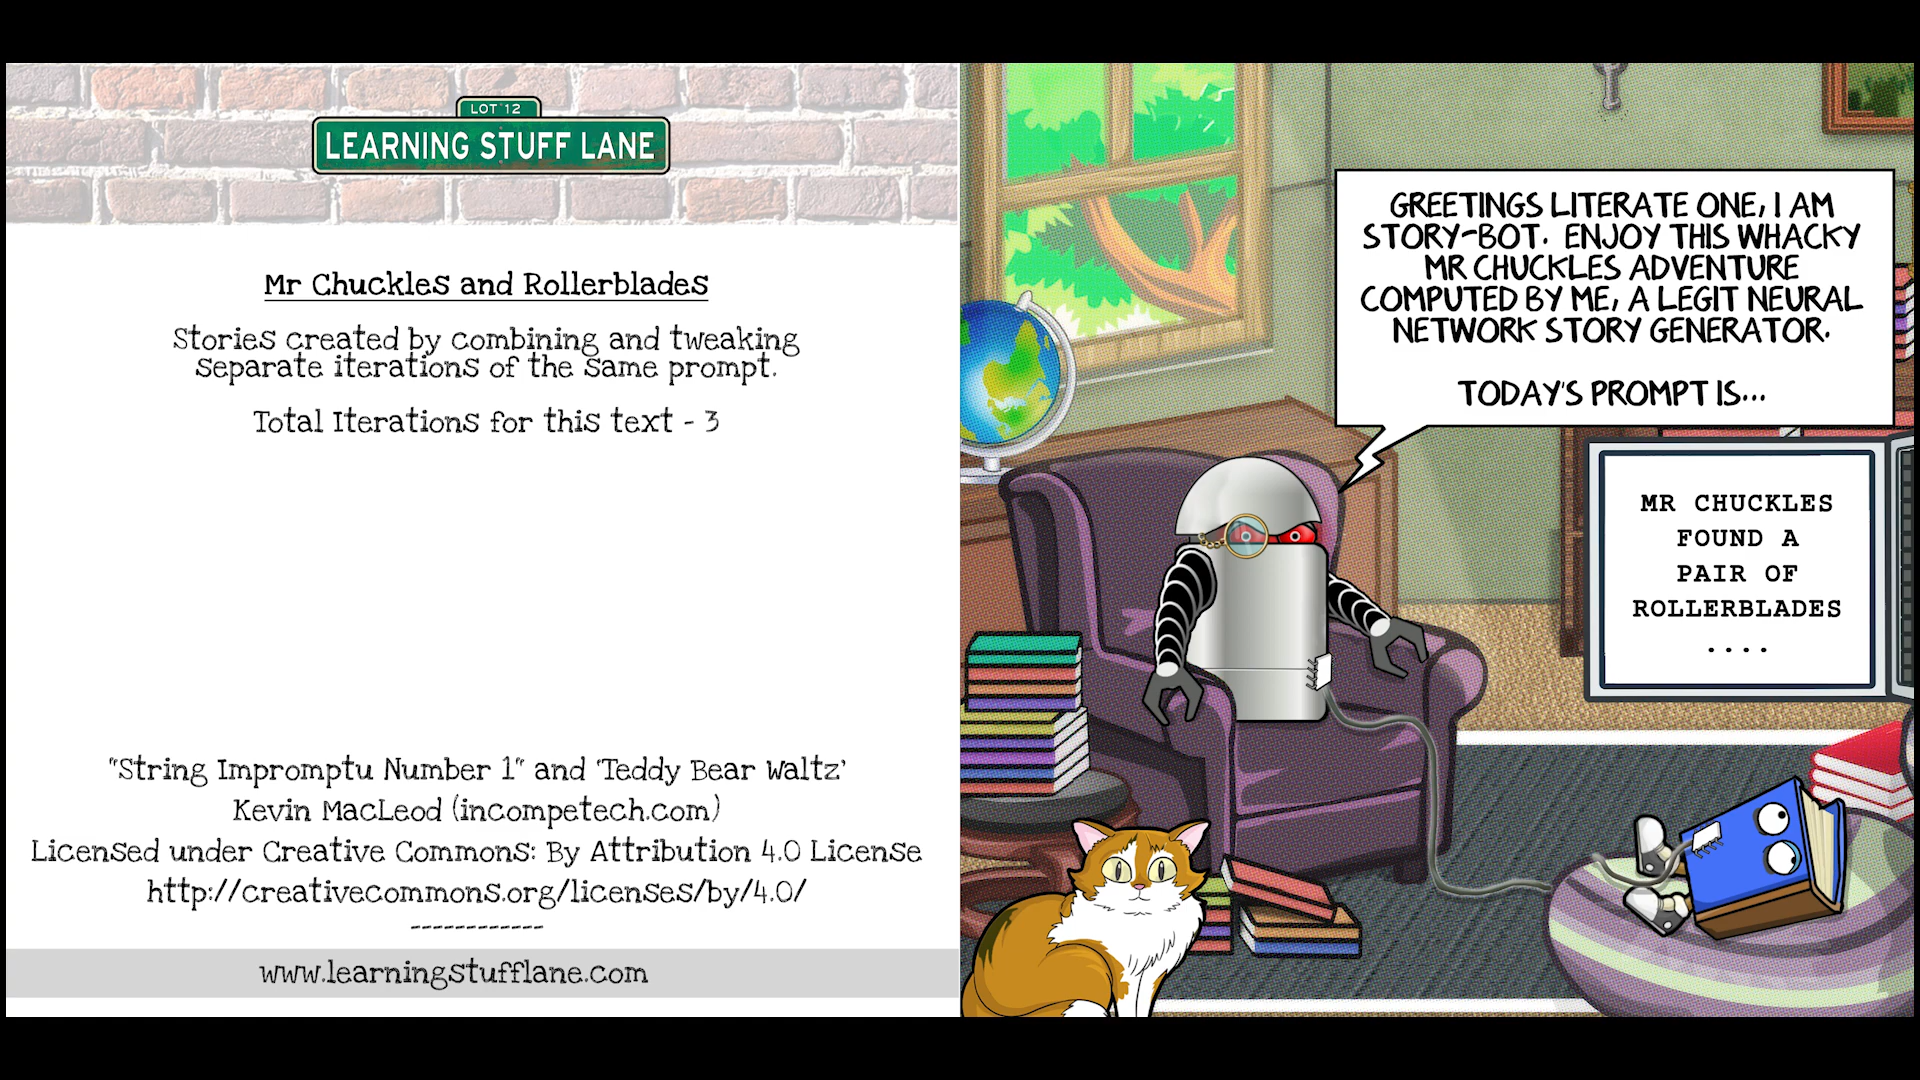 LOT 12
LEARNING STUFF LANE
Mr Chuckles and Rollerblades
Stories created by combining and tweaking
separate iterations of the same prompt.
Total Iterations for this text - 3
"String Impromptu Number 1" and 'Teddy Bear Waltz'
Kevin MacLeod (incompetech.com)
Licensed under Creative Commons: By Attribution 4.0 License
http://creativecommons.org/licenses/by/4.0/
------------
www.learningstufflane.com
GREETINGS LITERATE ONE, I AM
STORY-BOT. ENJOY THIS WHACKY
MR CHUCKLES ADVENTURE
COMPUTED BY ME, A LEGIT NEURAL
NETWORK STORY GENERATOR.
TODAY'S PROMPT IS...
MR CHUCKLES
FOUND A
PAIR OF
ROLLERBLADES
....